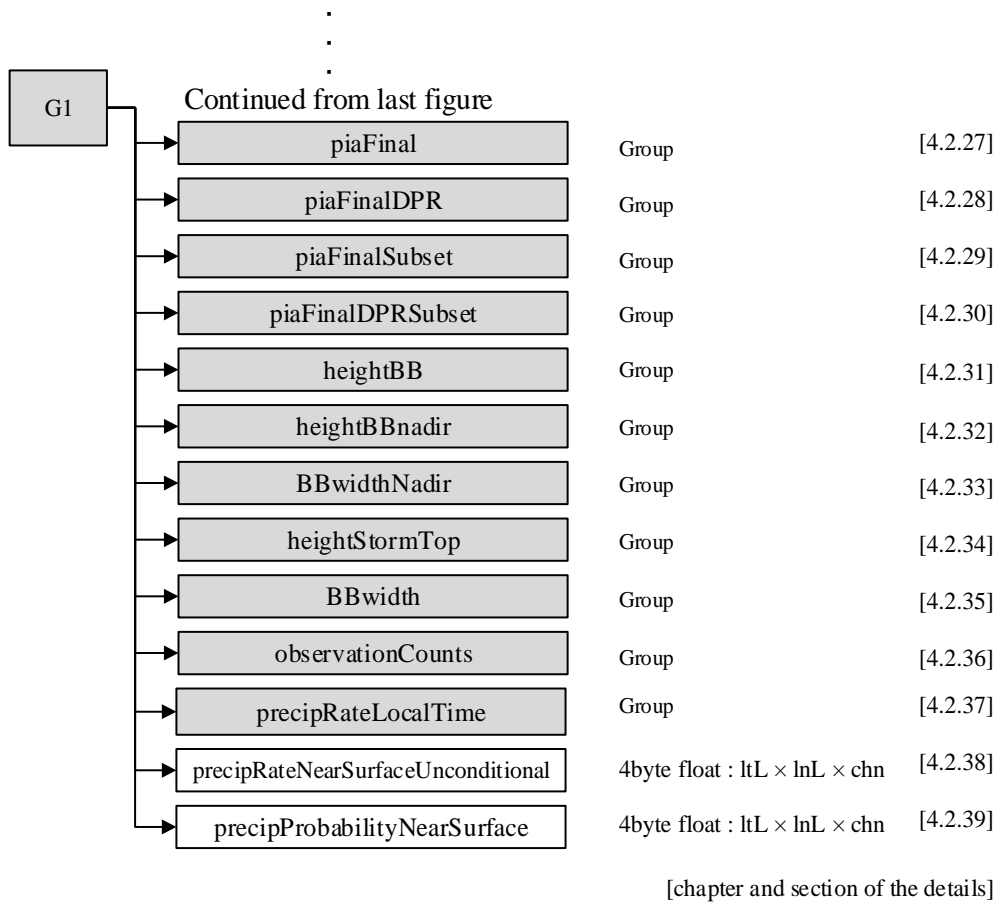 .
.
.
G1
Continued from last figure
piaFinal Group [4.2.27]
piaFinalDPR Group [4.2.28]
piaFinalSubset Group [4.2.29]
piaFinalDPRSubset Group [4.2.30]
heightBB Group [4.2.31]
heightBBnadir Group [4.2.32]
BBwidthNadir Group [4.2.33]
heightStormTop Group [4.2.34]
BBwidth Group [4.2.35]
observationCounts Group [4.2.36]
precipRateLocalTime Group [4.2.37]
precipRateNearSurfaceUnconditional 4byte float : ltL × lnL × chn [4.2.38]
precipProbabilityNearSurface 4byte float : ltL × lnL × chn [4.2.39]
[chapter and section of the details]